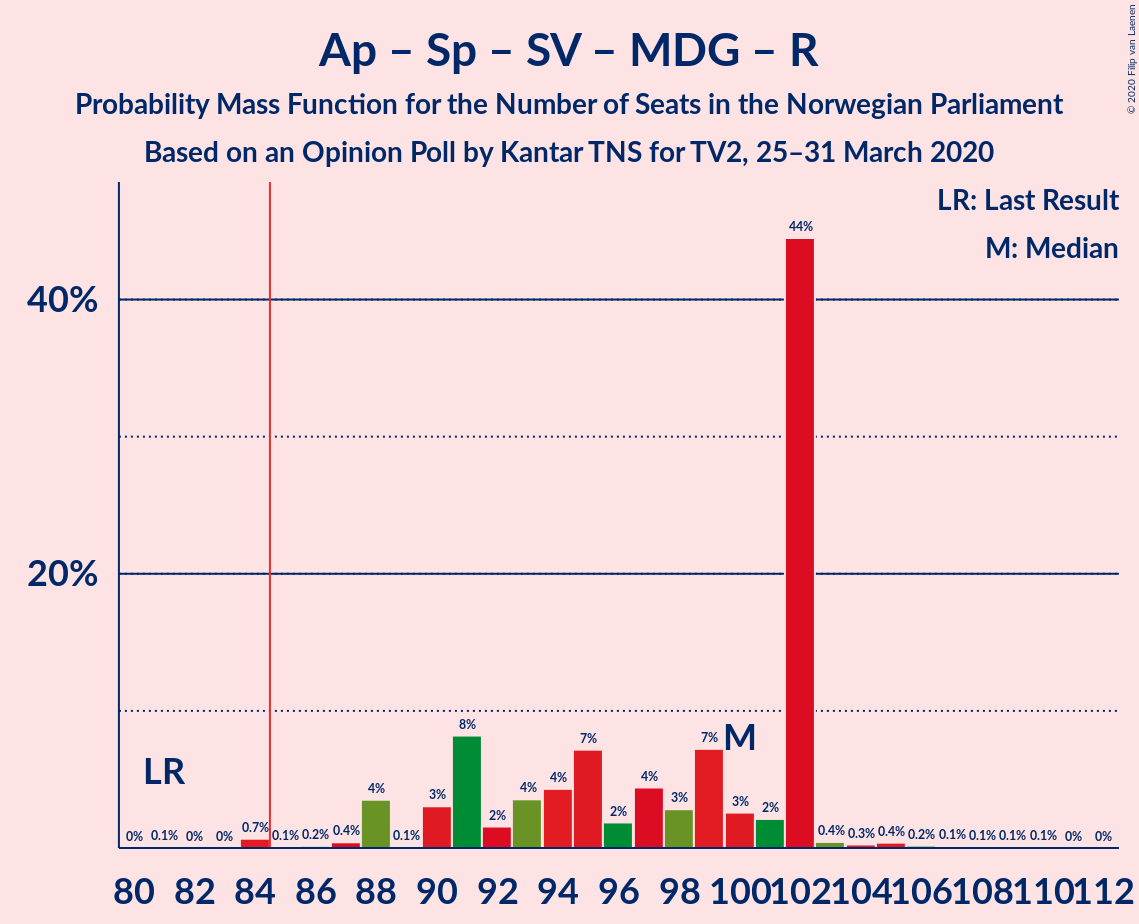 Ap – Sp – SV – MDG – R
Probability Mass Function for the Number of Seats in the Norwegian Parliament
Based on an Opinion Poll by Kantar TNS for TV2, 25–31 March 2020
© 2020 Filip van Laenen
LR: Last Result
M: Median
40%
20%
LR
M
0% 0.1% 0% 0% 0.7% 0.1% 0.2% 0.4% 4% 0.1% 3% 8% 2% 4% 4% 7% 2% 4% 3% 7% 3% 2% 44% 0.4% 0.3% 0.4% 0.2% 0.1% 0.1% 0.1% 0.1% 0% 0%
80 82 84 86 88 90 92 94 96 98 100 102 104 106 108 110 112